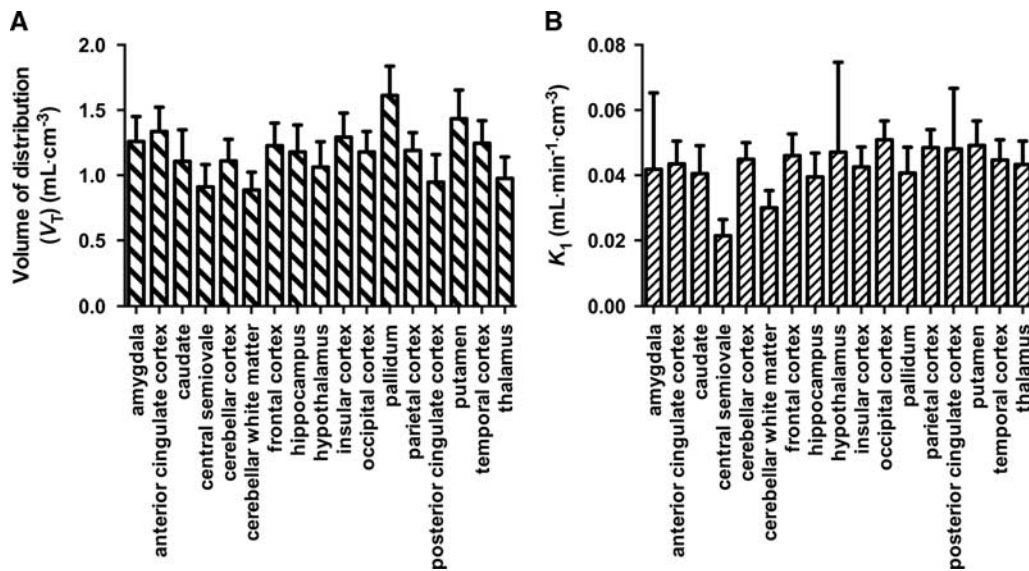 A
Volume of distribution
(V_T) (mL·cm⁻³)
2.0
1.5
1.0
0.5
0.0
amygdala
anterior cingulate cortex
caudate
central semiovale
cerebellar cortex
cerebellar white matter
frontal cortex
hippocampus
hypothalamus
insular cortex
occipital cortex
pallidum
parietal cortex
posterior cingulate cortex
putamen
temporal cortex
thalamus
B
K₁ (mL·min⁻¹·cm⁻³)
0.08
0.06
0.04
0.02
0.00
amygdala
anterior cingulate cortex
caudate
central semiovale
cerebellar cortex
cerebellar white matter
frontal cortex
hippocampus
hypothalamus
insular cortex
occipital cortex
pallidum
parietal cortex
posterior cingulate cortex
putamen
temporal cortex
thalamus